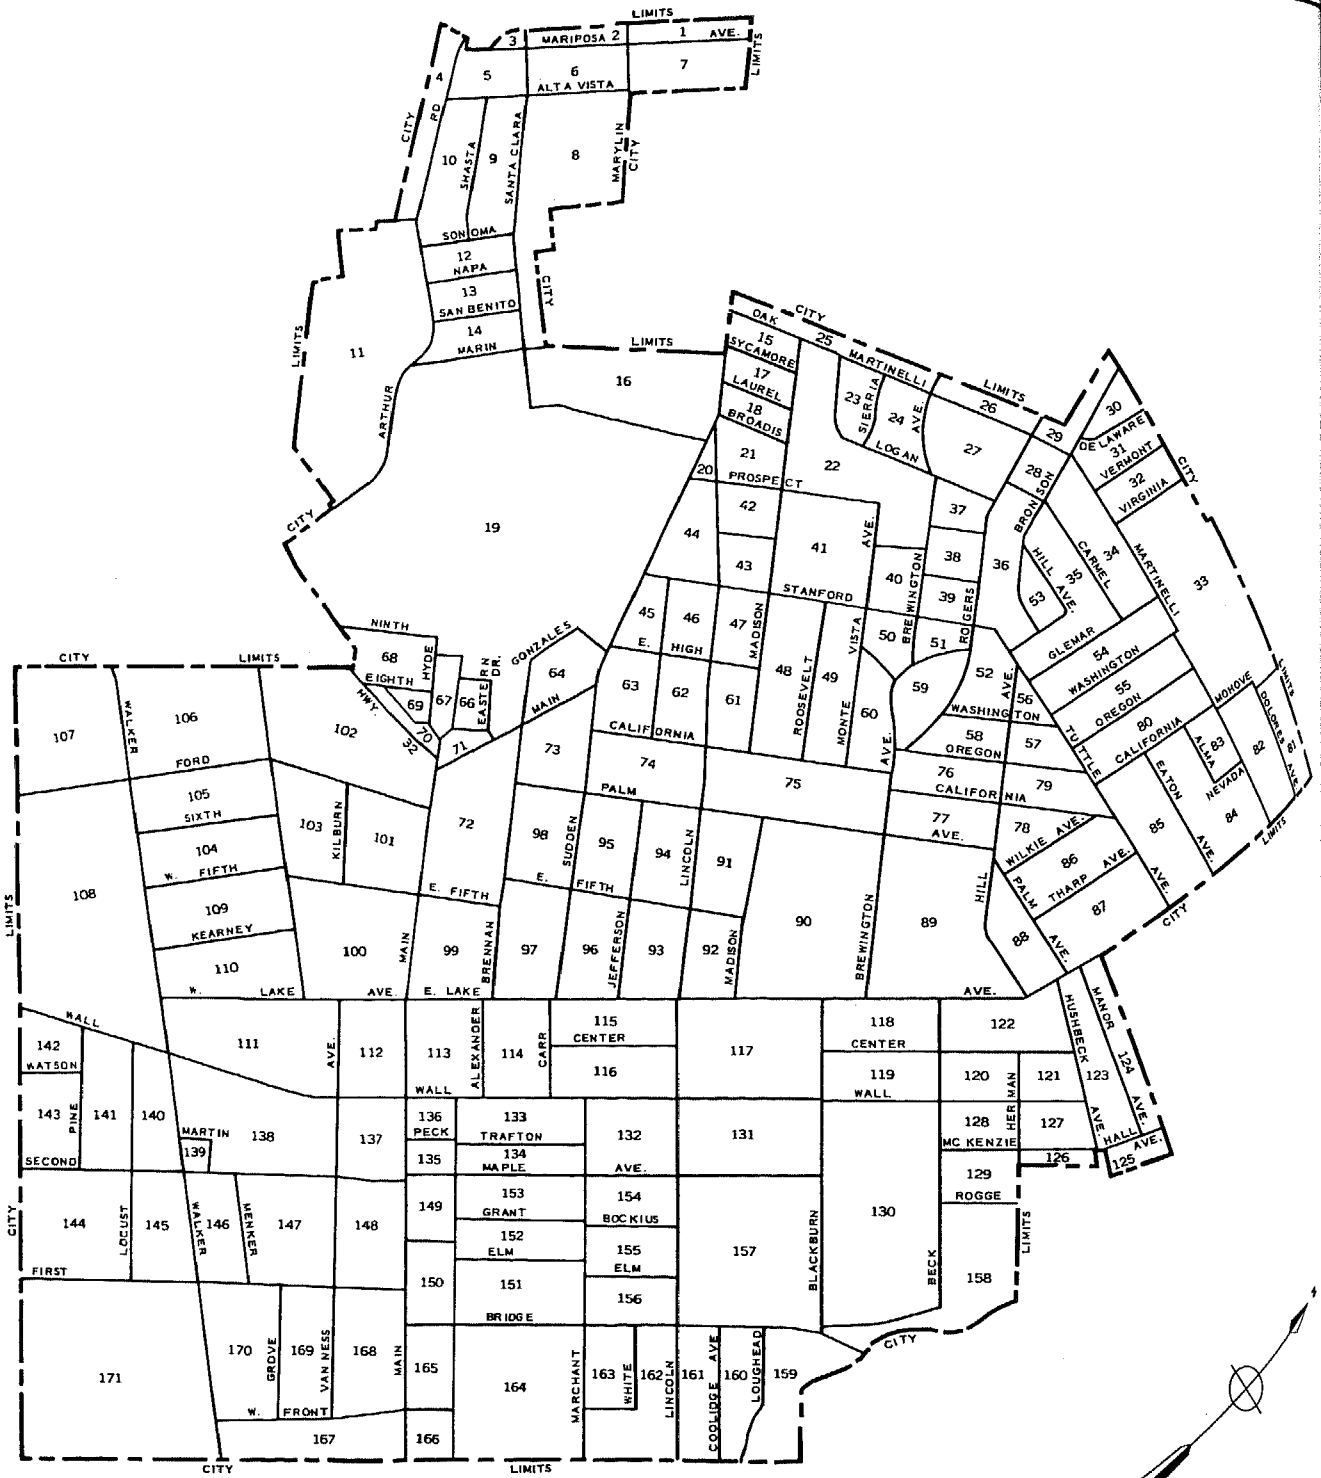 LIMITS
3 MARIPOSA 2 1 AVE.
LIMITS
4 5 6 7
ALTA VISTA
CITY
RD
10 SHASTA 9 SANTA CLARA 8 MARYLIN CITY
SONOMA
12
NAPA
13
SAN BENITO
14
MARIN
CITY
LIMITS
LIMITS
11
ARTHUR
16
CITY
OAK
15
SYCAMORE
17
LAUREL
18
BROADIS
25 MARTINELLI
LIMITS
26
23 SIERRIA 24 AVE.
LOGAN
27
29
30
DELAWARE
31
VERMONT
32
VIRGINIA
CITY
28
BRONSON
20 21 22
PROSPECT
42
37
CITY
19
44 43 41 AVE.
38
40 BREWINGTON 39
36
HILL AVE.
35 CARMEL 34 MARTINELLI
33
53
STANFORD
45 46 47 MADISON
E. HIGH
50 51 ROGERS
GLEMAR
54
WASHINGTON
55
OREGON
80
CALIFORNIA
MOHOVE
DOLORES AVE.
LIMITS
48 ROOSEVELT 49 MONTE VISTA 60 AVE.
59
52 AVE. 56
WASHINGTON
58 57
OREGON
TUTTLE
ALMA 83 82 81
NEVADA
84
NINTH
68 HYDE
EIGHTH
69 67 66 EASTERN DR.
GONZALES
64
MAIN
HWY. 32
70 71
63 62 61
CALIFORNIA
CITY LIMITS
107 WALKER 106 102
73 74 75
PALM
76 79
CALIFORNIA
77 AVE. 78
WILKIE AVE.
86
THARP AVE.
87
EATON AVE.
85 AVE.
LIMITS
CITY
FORD
105
SIXTH
104
W. FIFTH
109
KEARNEY
110
103 KILBURN 101
72
98 SUDDEN 95 94 LINCOLN 91
E. FIFTH
E. FIFTH
90 BREWINGTON 89 HILL
PALM AVE.
88
108
LIMITS
100 MAIN 99 BRENNAN 97 96 JEFFERSON 93 92 MADISON
W. LAKE AVE. E. LAKE AVE.
WALL
142
WATSON
143 PINE 141 140
SECOND
111 AVE. 112 113 ALEXANDER 114 CARR
115
CENTER
116
WALL
117
118
CENTER
119
WALL
122
120 HERMAN 121 123
HUSHBECK AVE.
MANOR AVE.
124
128 127
MC KENZIE
126
HALL AVE.
125
MARTIN
139 138 137
136
PECK
135
133
TRAFTON
134
MAPLE AVE.
132 131
129
ROGGE
CITY
144 LOCUST 145 WALKER 146 MENKER 147 148
149
153
GRANT
152
ELM
151
BRIDGE
150
154
BOCKIUS
155
ELM
156
157 BLACKBURN 130 BECK 158
LIMITS
FIRST
CITY
171
170 GROVE 169 VAN NESS 168 MAIN 165
W. FRONT
167 166
164 MARCHANT 163 WHITE 162 LINCOLN 161 COOLIDGE AVE 160 LOUGHEAD 159
CITY LIMITS